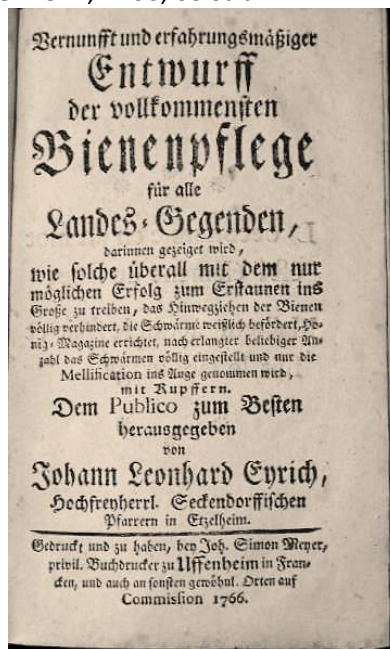 Vernunfft und erfahrungsmäßiger
Entwurff
der vollkommensten
Bienenpflege
für alle
Landes-Gegenden,
darinnen gezeiget wird,
wie solche überall mit dem nur
möglichen Erfolg zum Erstaunen ins
Große zu treiben, das Hinwegziehen der Bienen
völlig verhindert, die Schwärme weißlich befördert, Ho-
nig-Magazine errichtet, nach erlangter beliebiger An-
zahl das Schwärmen völlig eingestellt und nur die
Mellification ins Auge genommen wird,
mit Kupffern.
Dem Publico zum Besten
herausgegeben
von
Johann Leonhard Eyrich,
Hochfreyherrl. Seckendorffischen
Pfarrern in Etzelheim.
Gedruckt und zu haben, bey Joh. Simon Meyer,
privil. Buchdrucker zu Uffenheim in Fran-
cken, und auch an sonsten gewöhnl. Orten auf
Commission 1766.